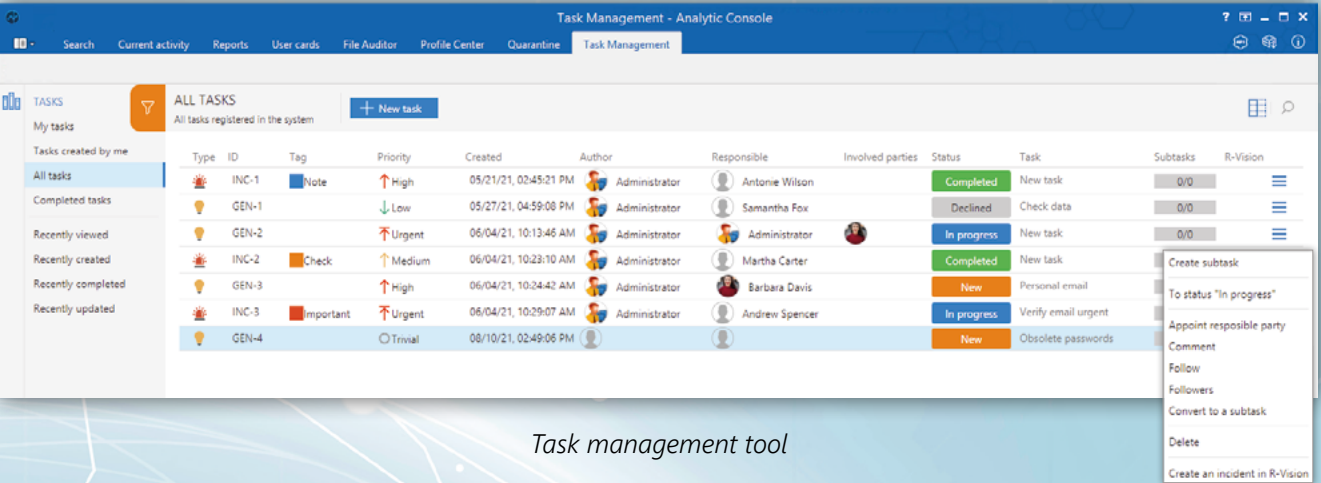 Task Management - Analytic Console
?
Search Current activity Reports User cards File Auditor Profile Center Quarantine Task Management
TASKS
My tasks
Tasks created by me
All tasks
Completed tasks
Recently viewed
Recently created
Recently completed
Recently updated
ALL TASKS
All tasks registered in the system
+ New task
Type ID Tag Priority Created Author Responsible Involved parties Status Task Subtasks R-Vision
INC-1 Note High 05/21/21, 02:45:21 PM Administrator Antonie Wilson Completed New task 0/0
GEN-1 Low 05/27/21, 04:59:08 PM Administrator Samantha Fox Declined Check data 0/0
GEN-2 Urgent 06/04/21, 10:13:46 AM Administrator Administrator In progress New task 0/0
INC-2 Check Medium 06/04/21, 10:23:10 AM Administrator Martha Carter Completed New task
GEN-3 High 06/04/21, 10:24:42 AM Administrator Barbara Davis New Personal email
INC-3 Important Urgent 06/04/21, 10:29:07 AM Administrator Andrew Spencer In progress Verify email urgent
GEN-4 Trivial 08/10/21, 02:49:06 PM New Obsolete passwords
Create subtask
To status "In progress"
Appoint resposible party
Comment
Follow
Followers
Convert to a subtask
Delete
Create an incident in R-Vision
Task management tool